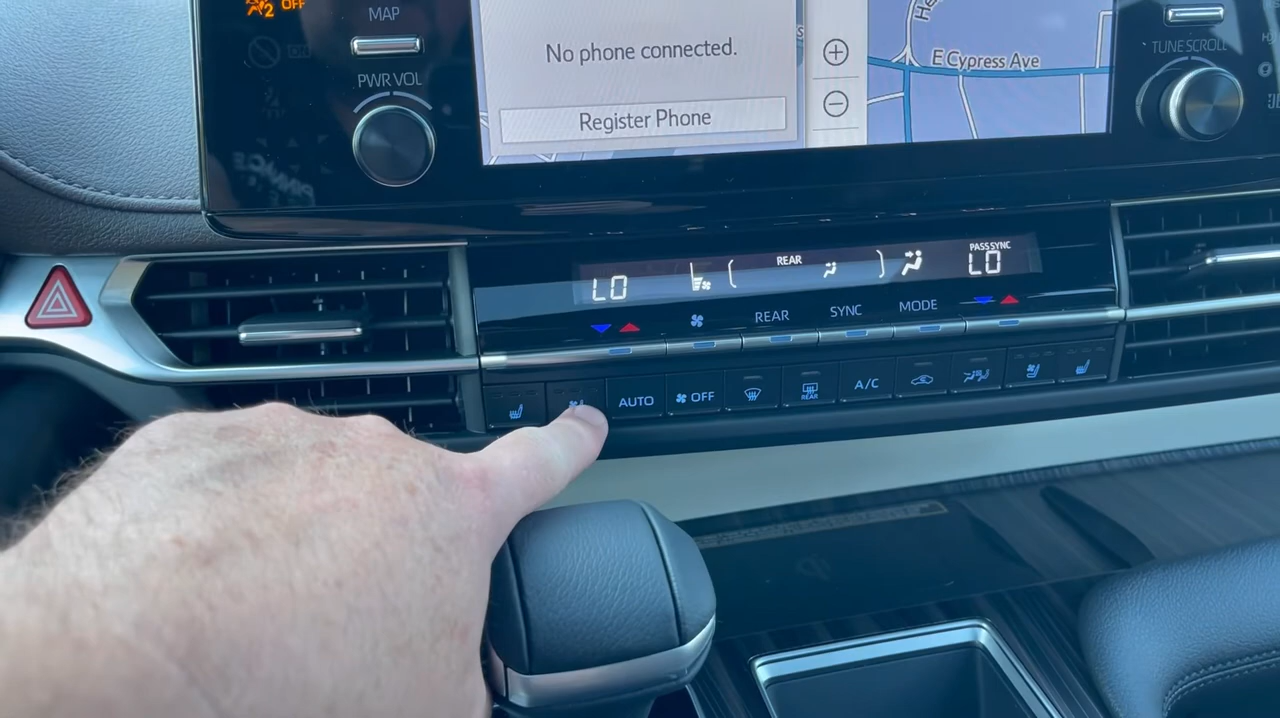 2 OFF
MAP
PWR VOL
No phone connected.
Register Phone
E Cypress Ave
TUNE SCROLL
LO
REAR
PASS SYNC
LO
REAR
SYNC
MODE
AUTO
OFF
REAR
A/C